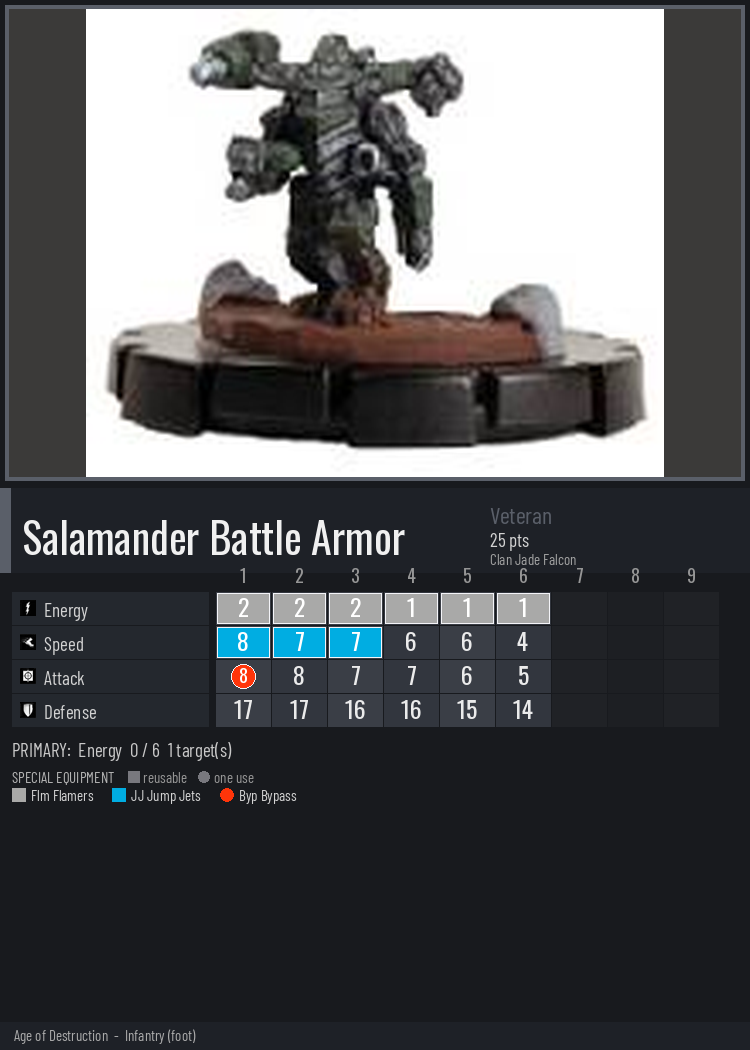 Salamander Battle Armor
Veteran
25 pts
Clan Jade Falcon
1 2 3 4 5 6 7 8 9
Energy 2 2 2 1 1 1
Speed 8 7 7 6 6 4
Attack 8 8 7 7 6 5
Defense 17 17 16 16 15 14
PRIMARY: Energy 0 / 6 1 target(s)
SPECIAL EQUIPMENT reusable one use
Flm Flamers JJ Jump Jets Byp Bypass
Age of Destruction - Infantry (foot)